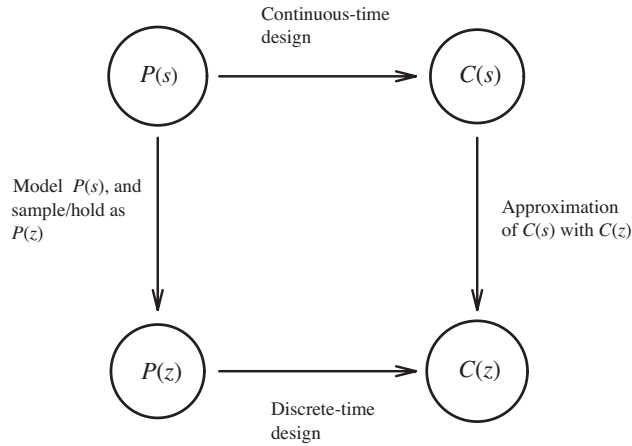 Continuous-time
design
P(s)
C(s)
Model P(s), and
sample/hold as
P(z)
Approximation
of C(s) with C(z)
P(z)
C(z)
Discrete-time
design